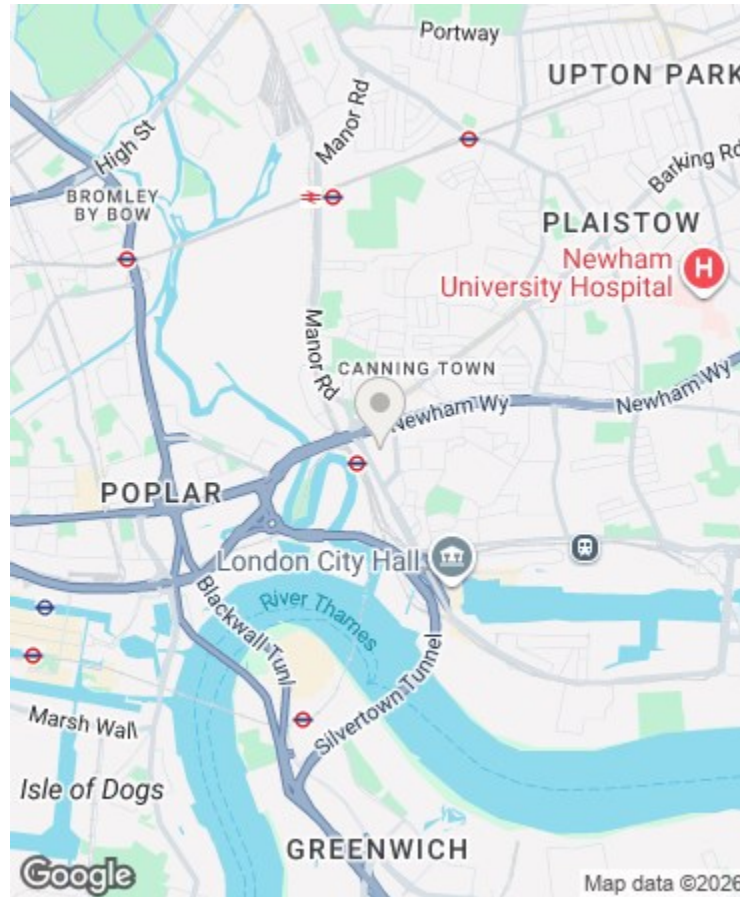 Portway
UPTON PARK
Manor Rd
High St
Barking Rd
BROMLEY
BY BOW
PLAISTOW
Newham
University Hospital
H
Manor Rd
CANNING TOWN
Newham Wy
Newham Wy
POPLAR
London City Hall
River Thames
Blackwall Tunl
Silvertown Tunnel
Marsh Wall
Isle of Dogs
GREENWICH
Google
Map data ©2026